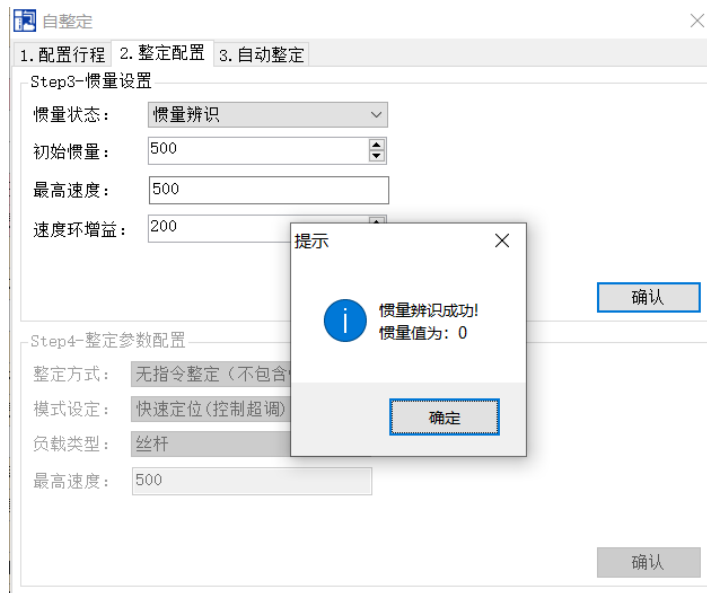 自整定
1.配置行程 2.整定配置 3.自动整定
Step3-惯量设置
惯量状态： 惯量辨识
初始惯量： 500
最高速度： 500
速度环增益： 200
提示
惯量辨识成功!
惯量值为：0
确定
确认
Step4-整定参数配置
整定方式： 无指令整定（不包含
模式设定： 快速定位(控制超调)
负载类型： 丝杆
最高速度： 500
确认